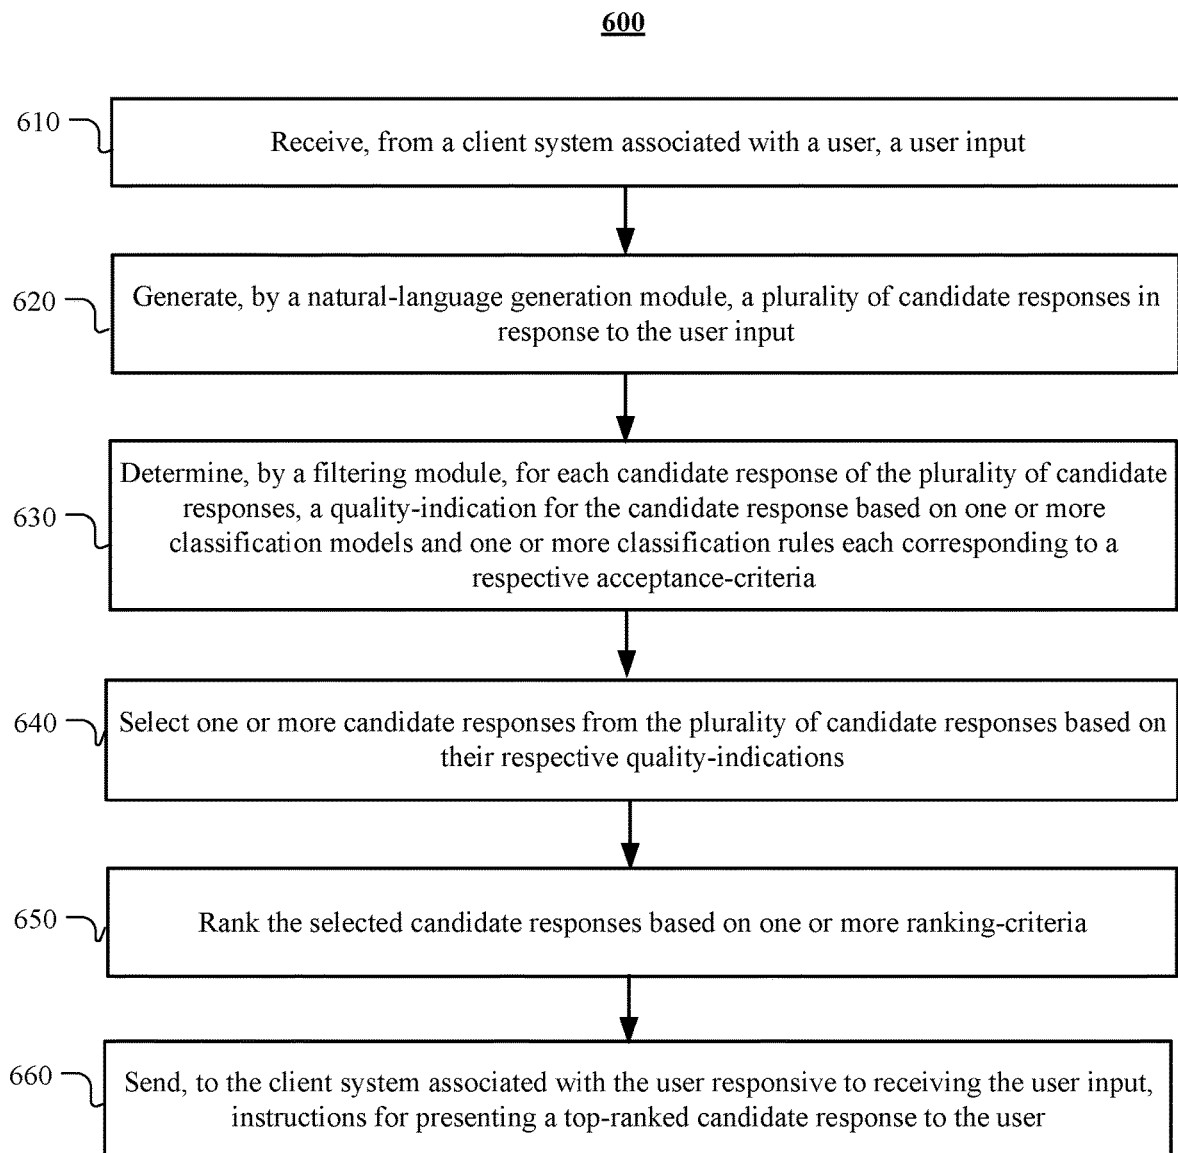 600
610
Receive, from a client system associated with a user, a user input
620
Generate, by a natural-language generation module, a plurality of candidate responses in
response to the user input
630
Determine, by a filtering module, for each candidate response of the plurality of candidate
responses, a quality-indication for the candidate response based on one or more
classification models and one or more classification rules each corresponding to a
respective acceptance-criteria
640
Select one or more candidate responses from the plurality of candidate responses based on
their respective quality-indications
650
Rank the selected candidate responses based on one or more ranking-criteria
660
Send, to the client system associated with the user responsive to receiving the user input,
instructions for presenting a top-ranked candidate response to the user